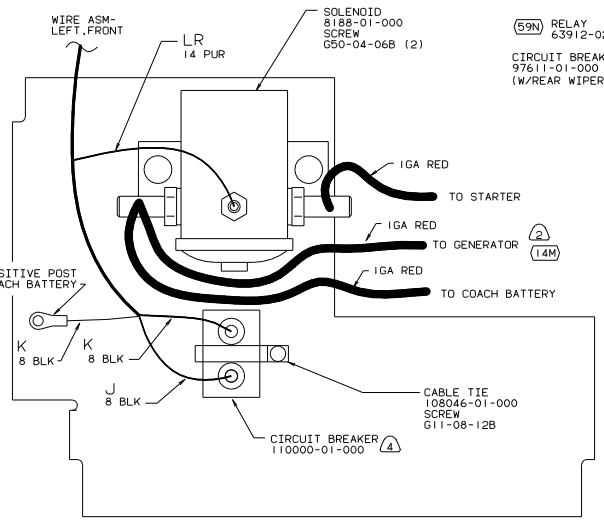 WIRE ASM-
LEFT,FRONT
LR
14 PUR
SOLENOID
8188-01-000
SCREW
G50-04-06B (2)
59N RELAY
63912-02
CIRCUIT BREAK
97611-01-000
(W/REAR WIPER
1GA RED
TO STARTER
1GA RED
TO GENERATOR
2
14M
1GA RED
TO COACH BATTERY
SITIVE POST
ACH BATTERY
K
8 BLK
K
8 BLK
J
8 BLK
CABLE TIE
108046-01-000
SCREW
G11-08-12B
CIRCUIT BREAKER
110000-01-000
4